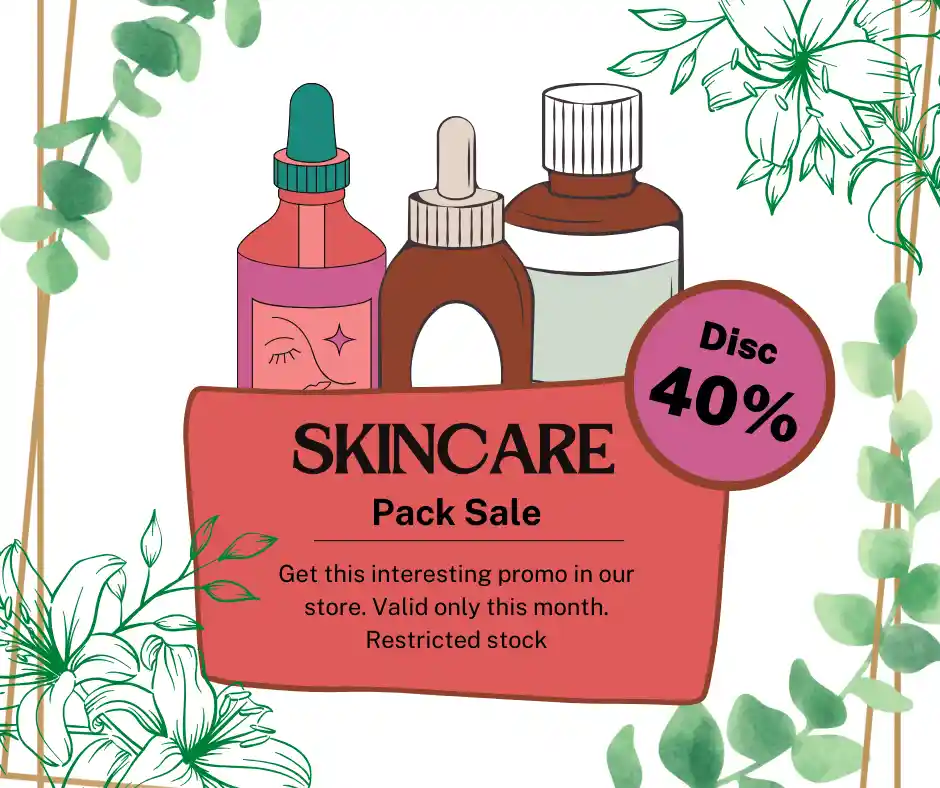 Disc
40%
SKINCARE
Pack Sale
Get this interesting promo in our
store. Valid only this month.
Restricted stock